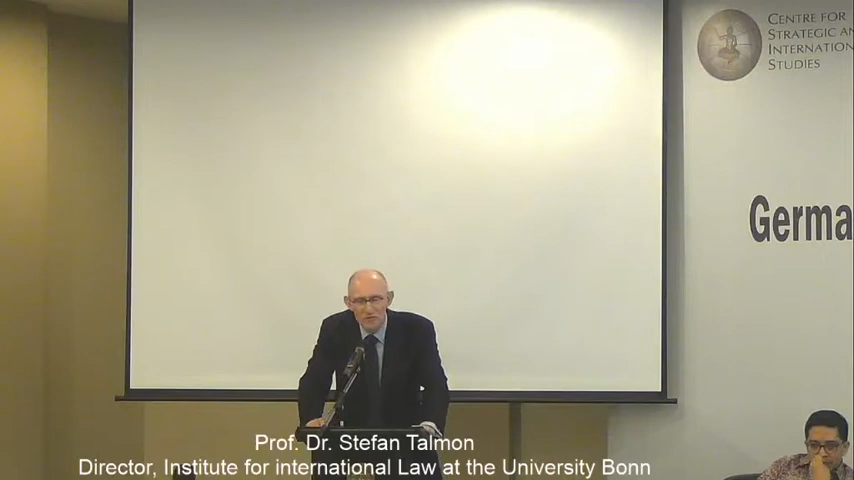 CENTRE FOR
STRATEGIC AN
INTERNATION
STUDIES
Germa
Prof. Dr. Stefan Talmon
Director, Institute for international Law at the University Bonn